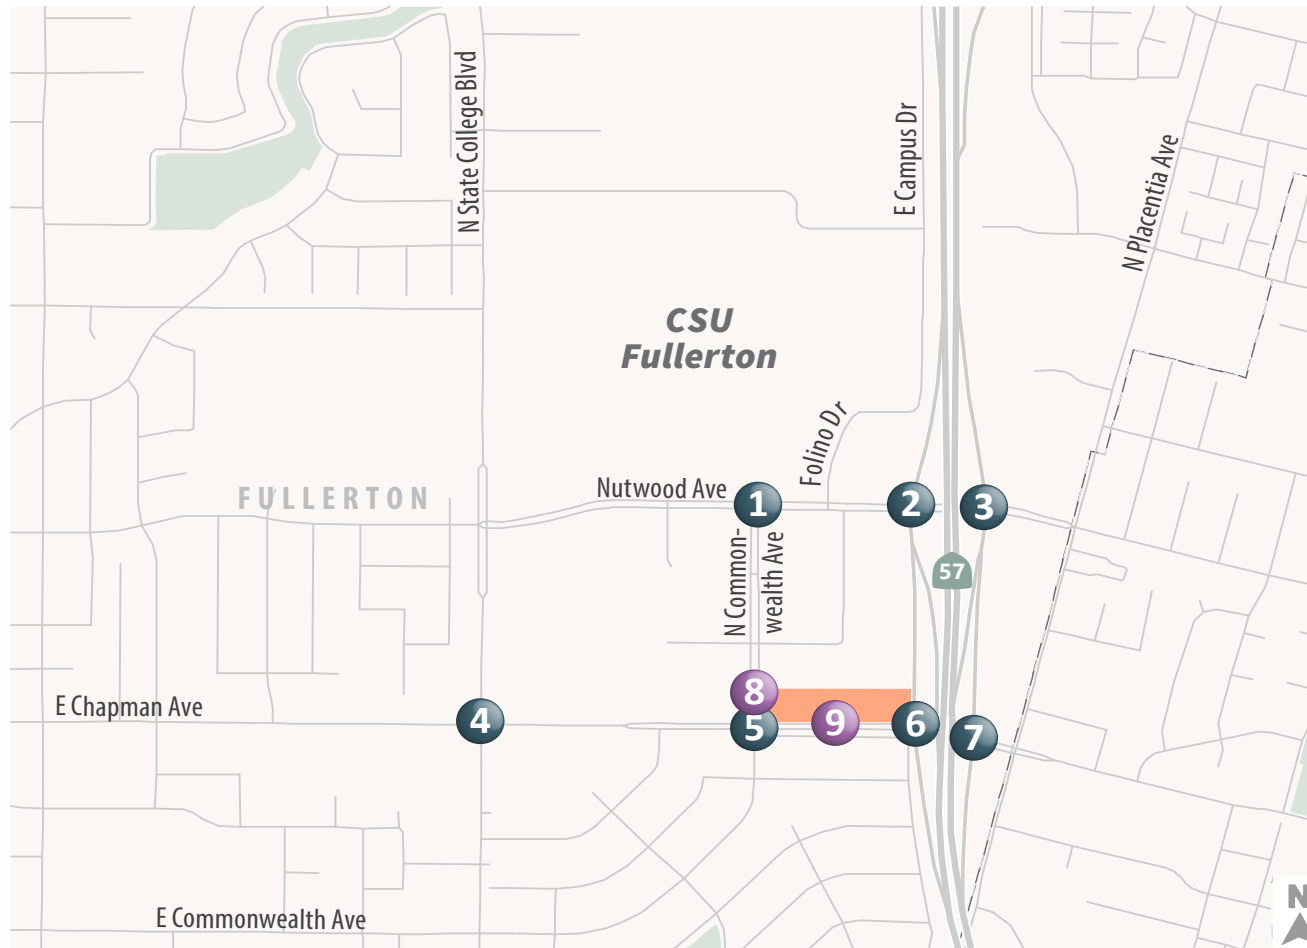 N State College Blvd
E Campus Dr
N Placentia Ave
CSU
Fullerton
Folino Dr
FULLERTON
Nutwood Ave
1
2
3
N Common-
wealth Ave
57
8
E Chapman Ave
4
5
9
6
7
E Commonwealth Ave
N